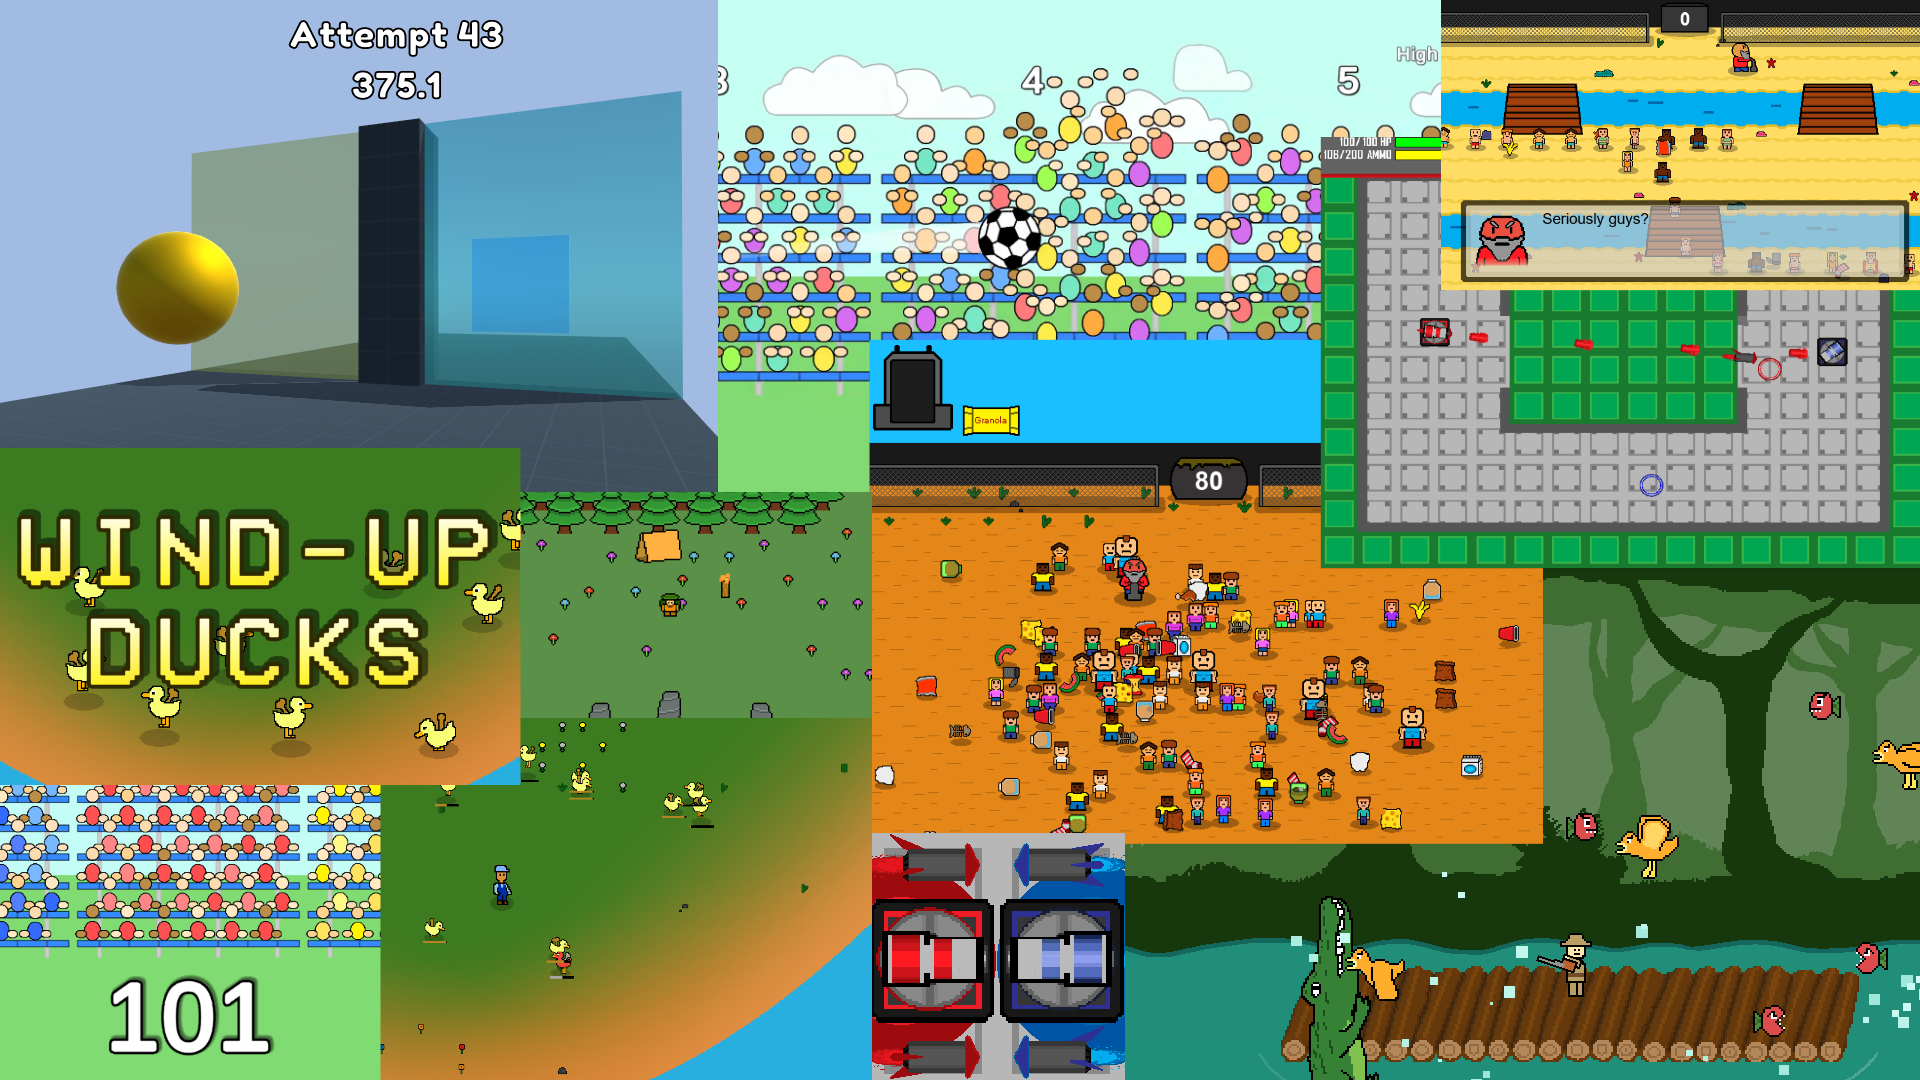 Attempt 43
375.1
3
4
5
High
100/100 HP
106/200 AMMO
0
Seriously guys?
Granola
80
WIND-UP
DUCKS
101